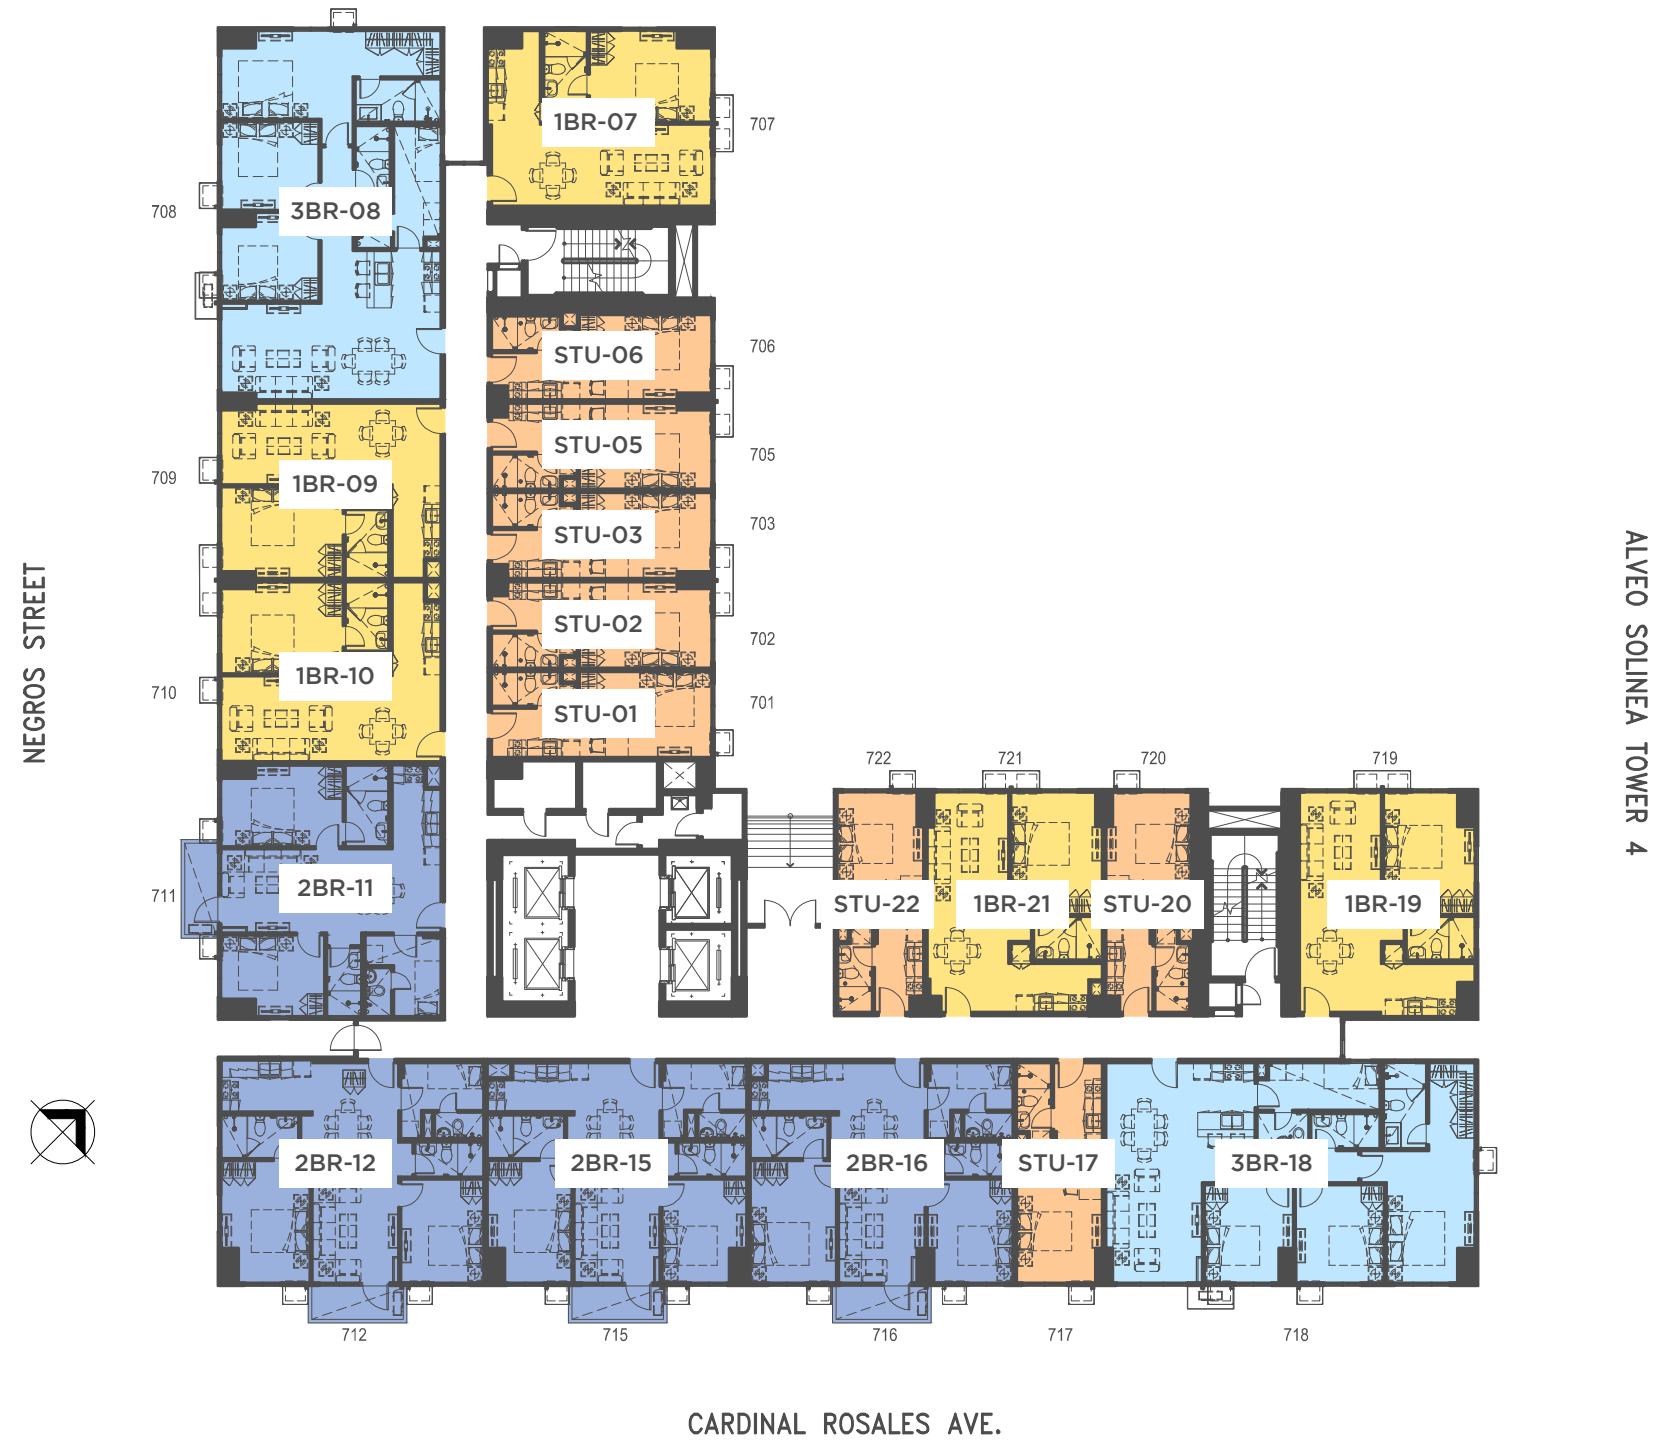 1BR-07
707
3BR-08
708
STU-06
706
STU-05
705
1BR-09
709
STU-03
703
STU-02
702
1BR-10
710
STU-01
701
NEGROS STREET
ALVEO SOLINEA TOWER 4
722
721
720
719
2BR-11
711
STU-22
1BR-21
STU-20
1BR-19
2BR-12
2BR-15
2BR-16
STU-17
3BR-18
712
715
716
717
718
CARDINAL ROSALES AVE.